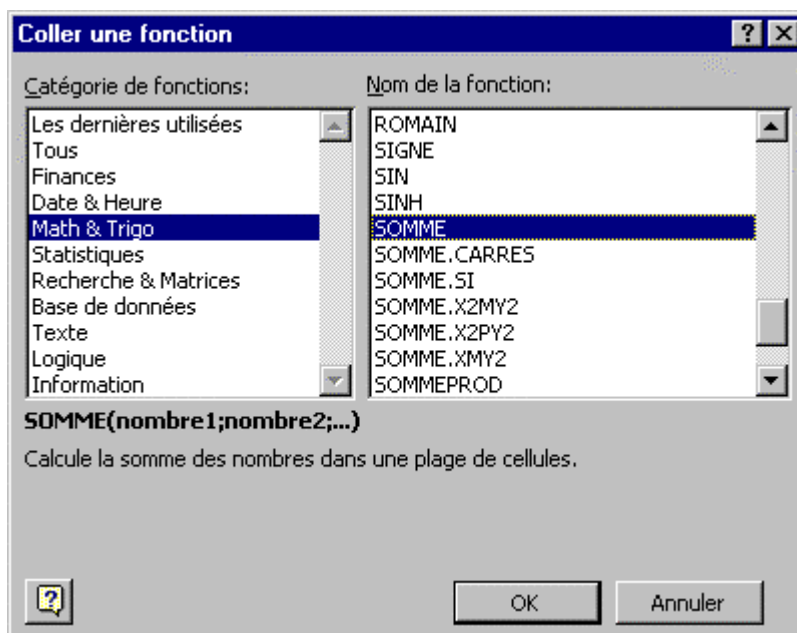 Coller une fonction
Catégorie de fonctions:
Les dernières utilisées
Tous
Finances
Date & Heure
Math & Trigo
Statistiques
Recherche & Matrices
Base de données
Texte
Logique
Information
Nom de la fonction:
ROMAIN
SIGNE
SIN
SINH
SOMME
SOMME.CARRES
SOMME.SI
SOMME.X2MY2
SOMME.X2PY2
SOMME.XMY2
SOMMEPROD
SOMME(nombre1;nombre2;...)
Calcule la somme des nombres dans une plage de cellules.
OK
Annuler